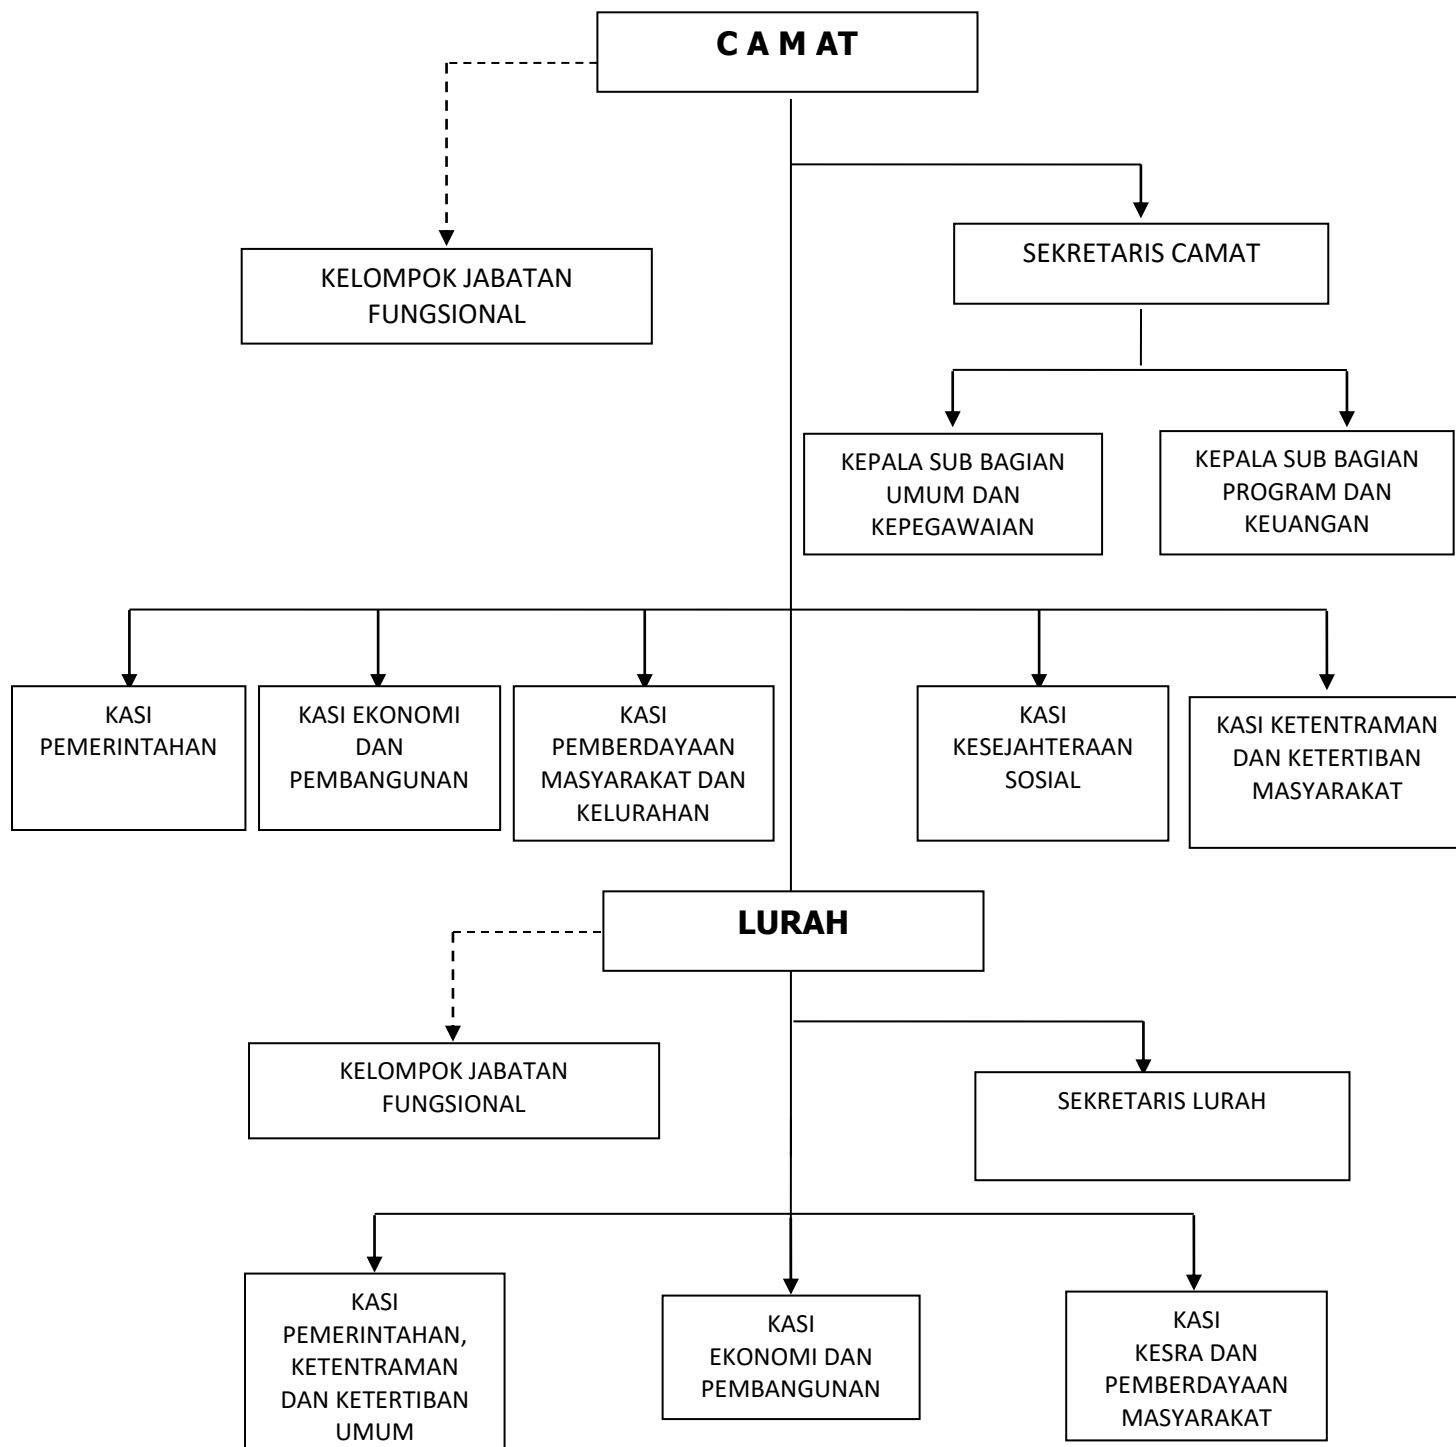 C A M AT
KELOMPOK JABATAN
FUNGSIONAL
SEKRETARIS CAMAT
KEPALA SUB BAGIAN
UMUM DAN
KEPEGAWAIAN
KEPALA SUB BAGIAN
PROGRAM DAN
KEUANGAN
KASI
PEMERINTAHAN
KASI EKONOMI
DAN
PEMBANGUNAN
KASI
PEMBERDAYAAN
MASYARAKAT DAN
KELURAHAN
KASI
KESEJAHTERAAN
SOSIAL
KASI KETENTRAMAN
DAN KETERTIBAN
MASYARAKAT
LURAH
KELOMPOK JABATAN
FUNGSIONAL
SEKRETARIS LURAH
KASI
PEMERINTAHAN,
KETENTRAMAN
DAN KETERTIBAN
UMUM
KASI
EKONOMI DAN
PEMBANGUNAN
KASI
KESRA DAN
PEMBERDAYAAN
MASYARAKAT